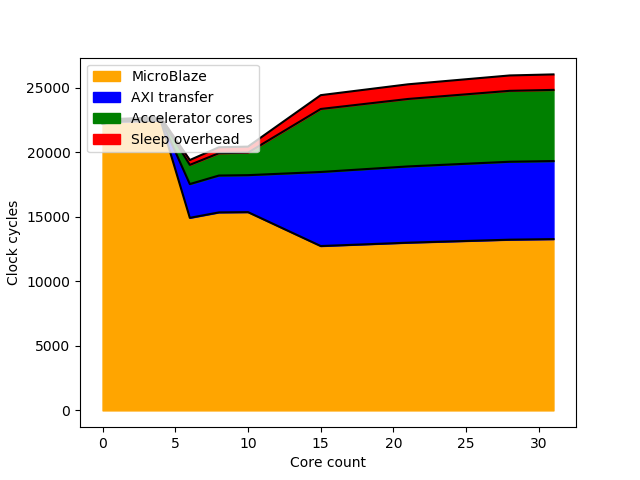 MicroBlaze
AXI transfer
Accelerator cores
Sleep overhead
25000
20000
15000
10000
5000
0
Clock cycles
0 5 10 15 20 25 30
Core count